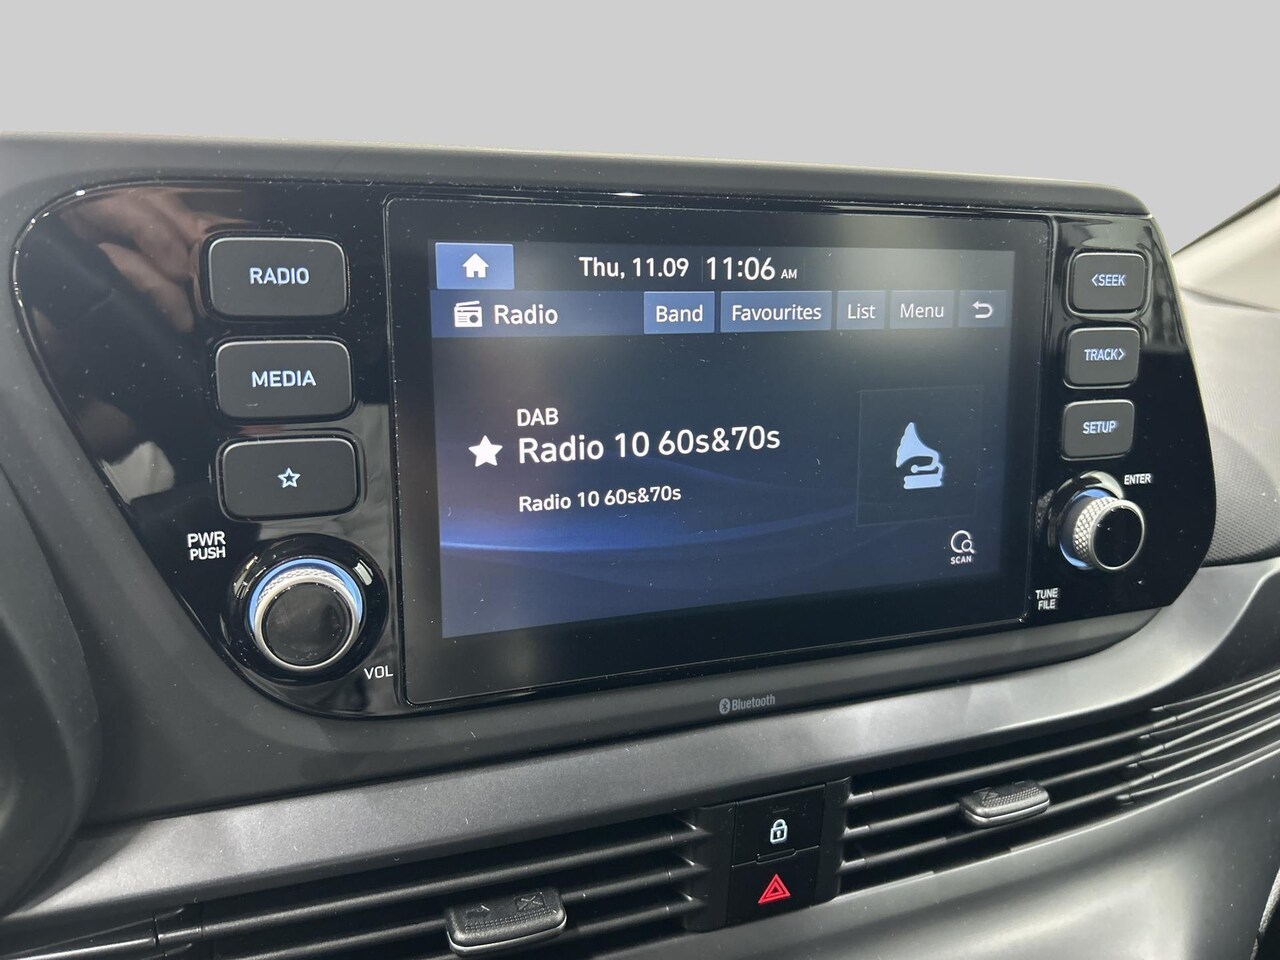 RADIO
MEDIA
PWR
PUSH
VOL
Thu, 11.09 11:06 AM
Radio Band Favourites List Menu
DAB
Radio 10 60s&70s
Radio 10 60s&70s
SCAN
<SEEK
TRACK>
SETUP
ENTER
TUNE
FILE
Bluetooth